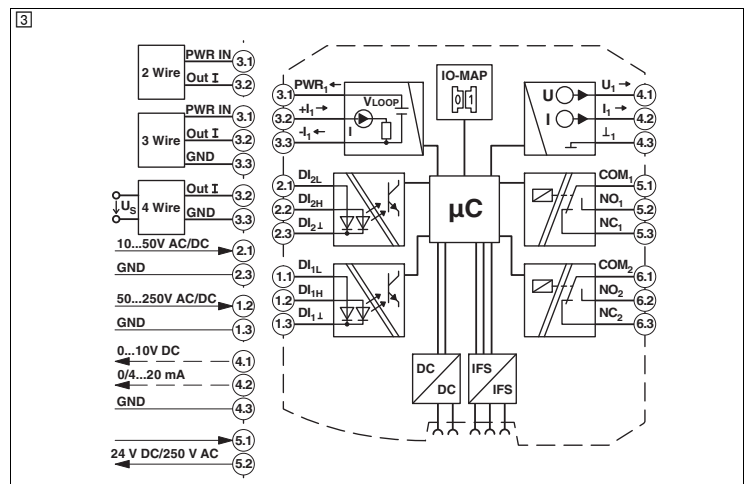 3
2 Wire
PWR IN
3.1
Out I
3.2
3 Wire
PWR IN
3.1
Out I
3.2
GND
3.3
US
4 Wire
Out I
3.2
GND
3.3
10...50V AC/DC
2.1
GND
2.3
50...250V AC/DC
1.2
GND
1.3
0...10V DC
4.1
0/4...20 mA
4.2
GND
4.3
5.1
24 V DC/250 V AC
5.2
3.1
PWR1
3.2
+I1
3.3
-I1
VLOOP
I
IO-MAP
0 1
U
I
U1
4.1
I1
4.2
⊥1
4.3
2.1
DI2L
2.2
DI2H
2.3
DI2⊥
µC
COM1
5.1
NO1
5.2
NC1
5.3
1.1
DI1L
1.2
DI1H
1.3
DI1⊥
COM2
6.1
NO2
6.2
NC2
6.3
DC
DC
IFS
IFS